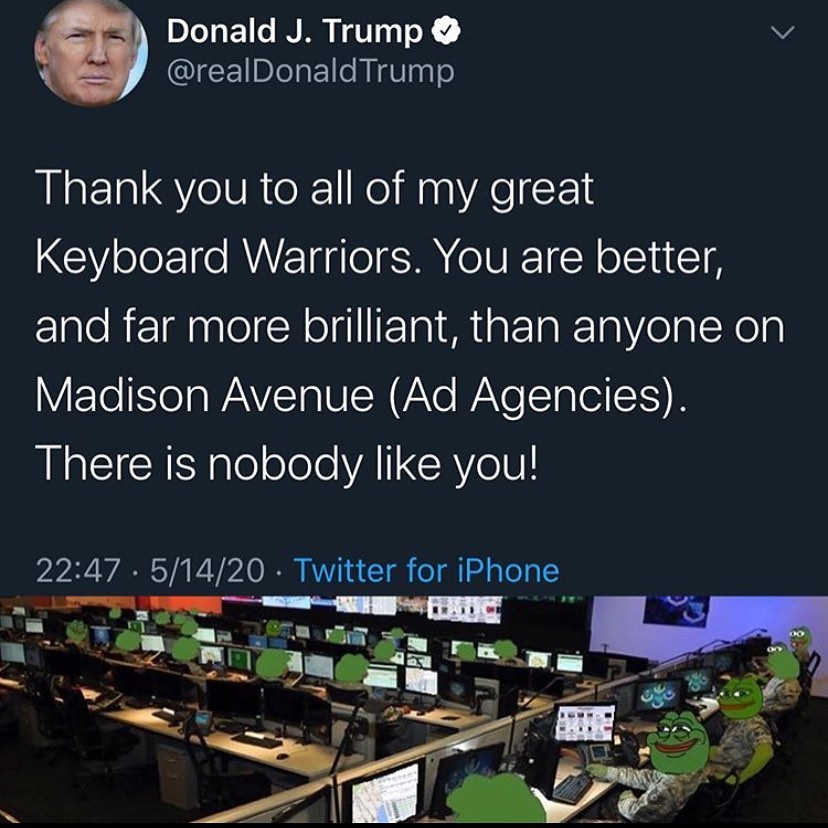 Donald J. Trump
@realDonaldTrump
Thank you to all of my great
Keyboard Warriors. You are better,
and far more brilliant, than anyone on
Madison Avenue (Ad Agencies).
There is nobody like you!
22:47 · 5/14/20 · Twitter for iPhone